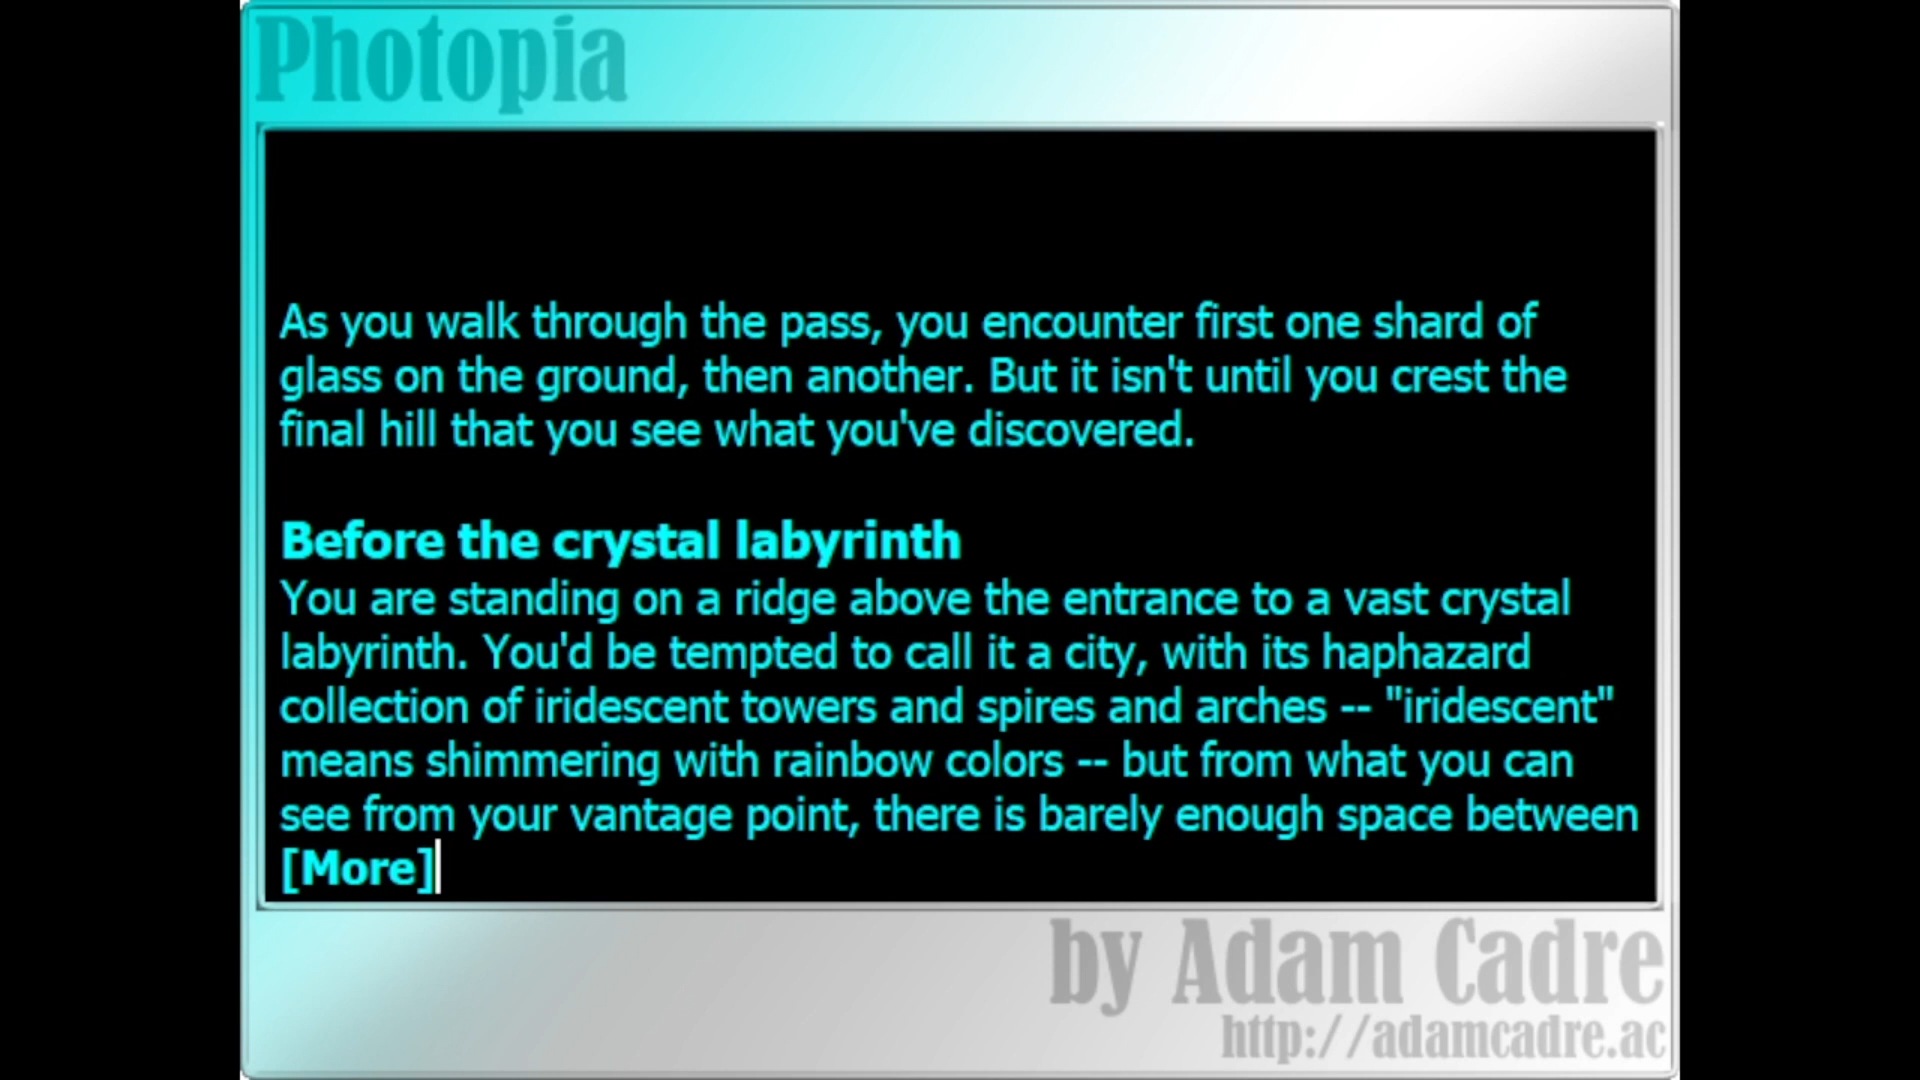 Photopia
As you walk through the pass, you encounter first one shard of
glass on the ground, then another. But it isn't until you crest the
final hill that you see what you've discovered.
Before the crystal labyrinth
You are standing on a ridge above the entrance to a vast crystal
labyrinth. You'd be tempted to call it a city, with its haphazard
collection of iridescent towers and spires and arches -- "iridescent"
means shimmering with rainbow colors -- but from what you can
see from your vantage point, there is barely enough space between
[More]
by Adam Cadre
http://adamcadre.ac